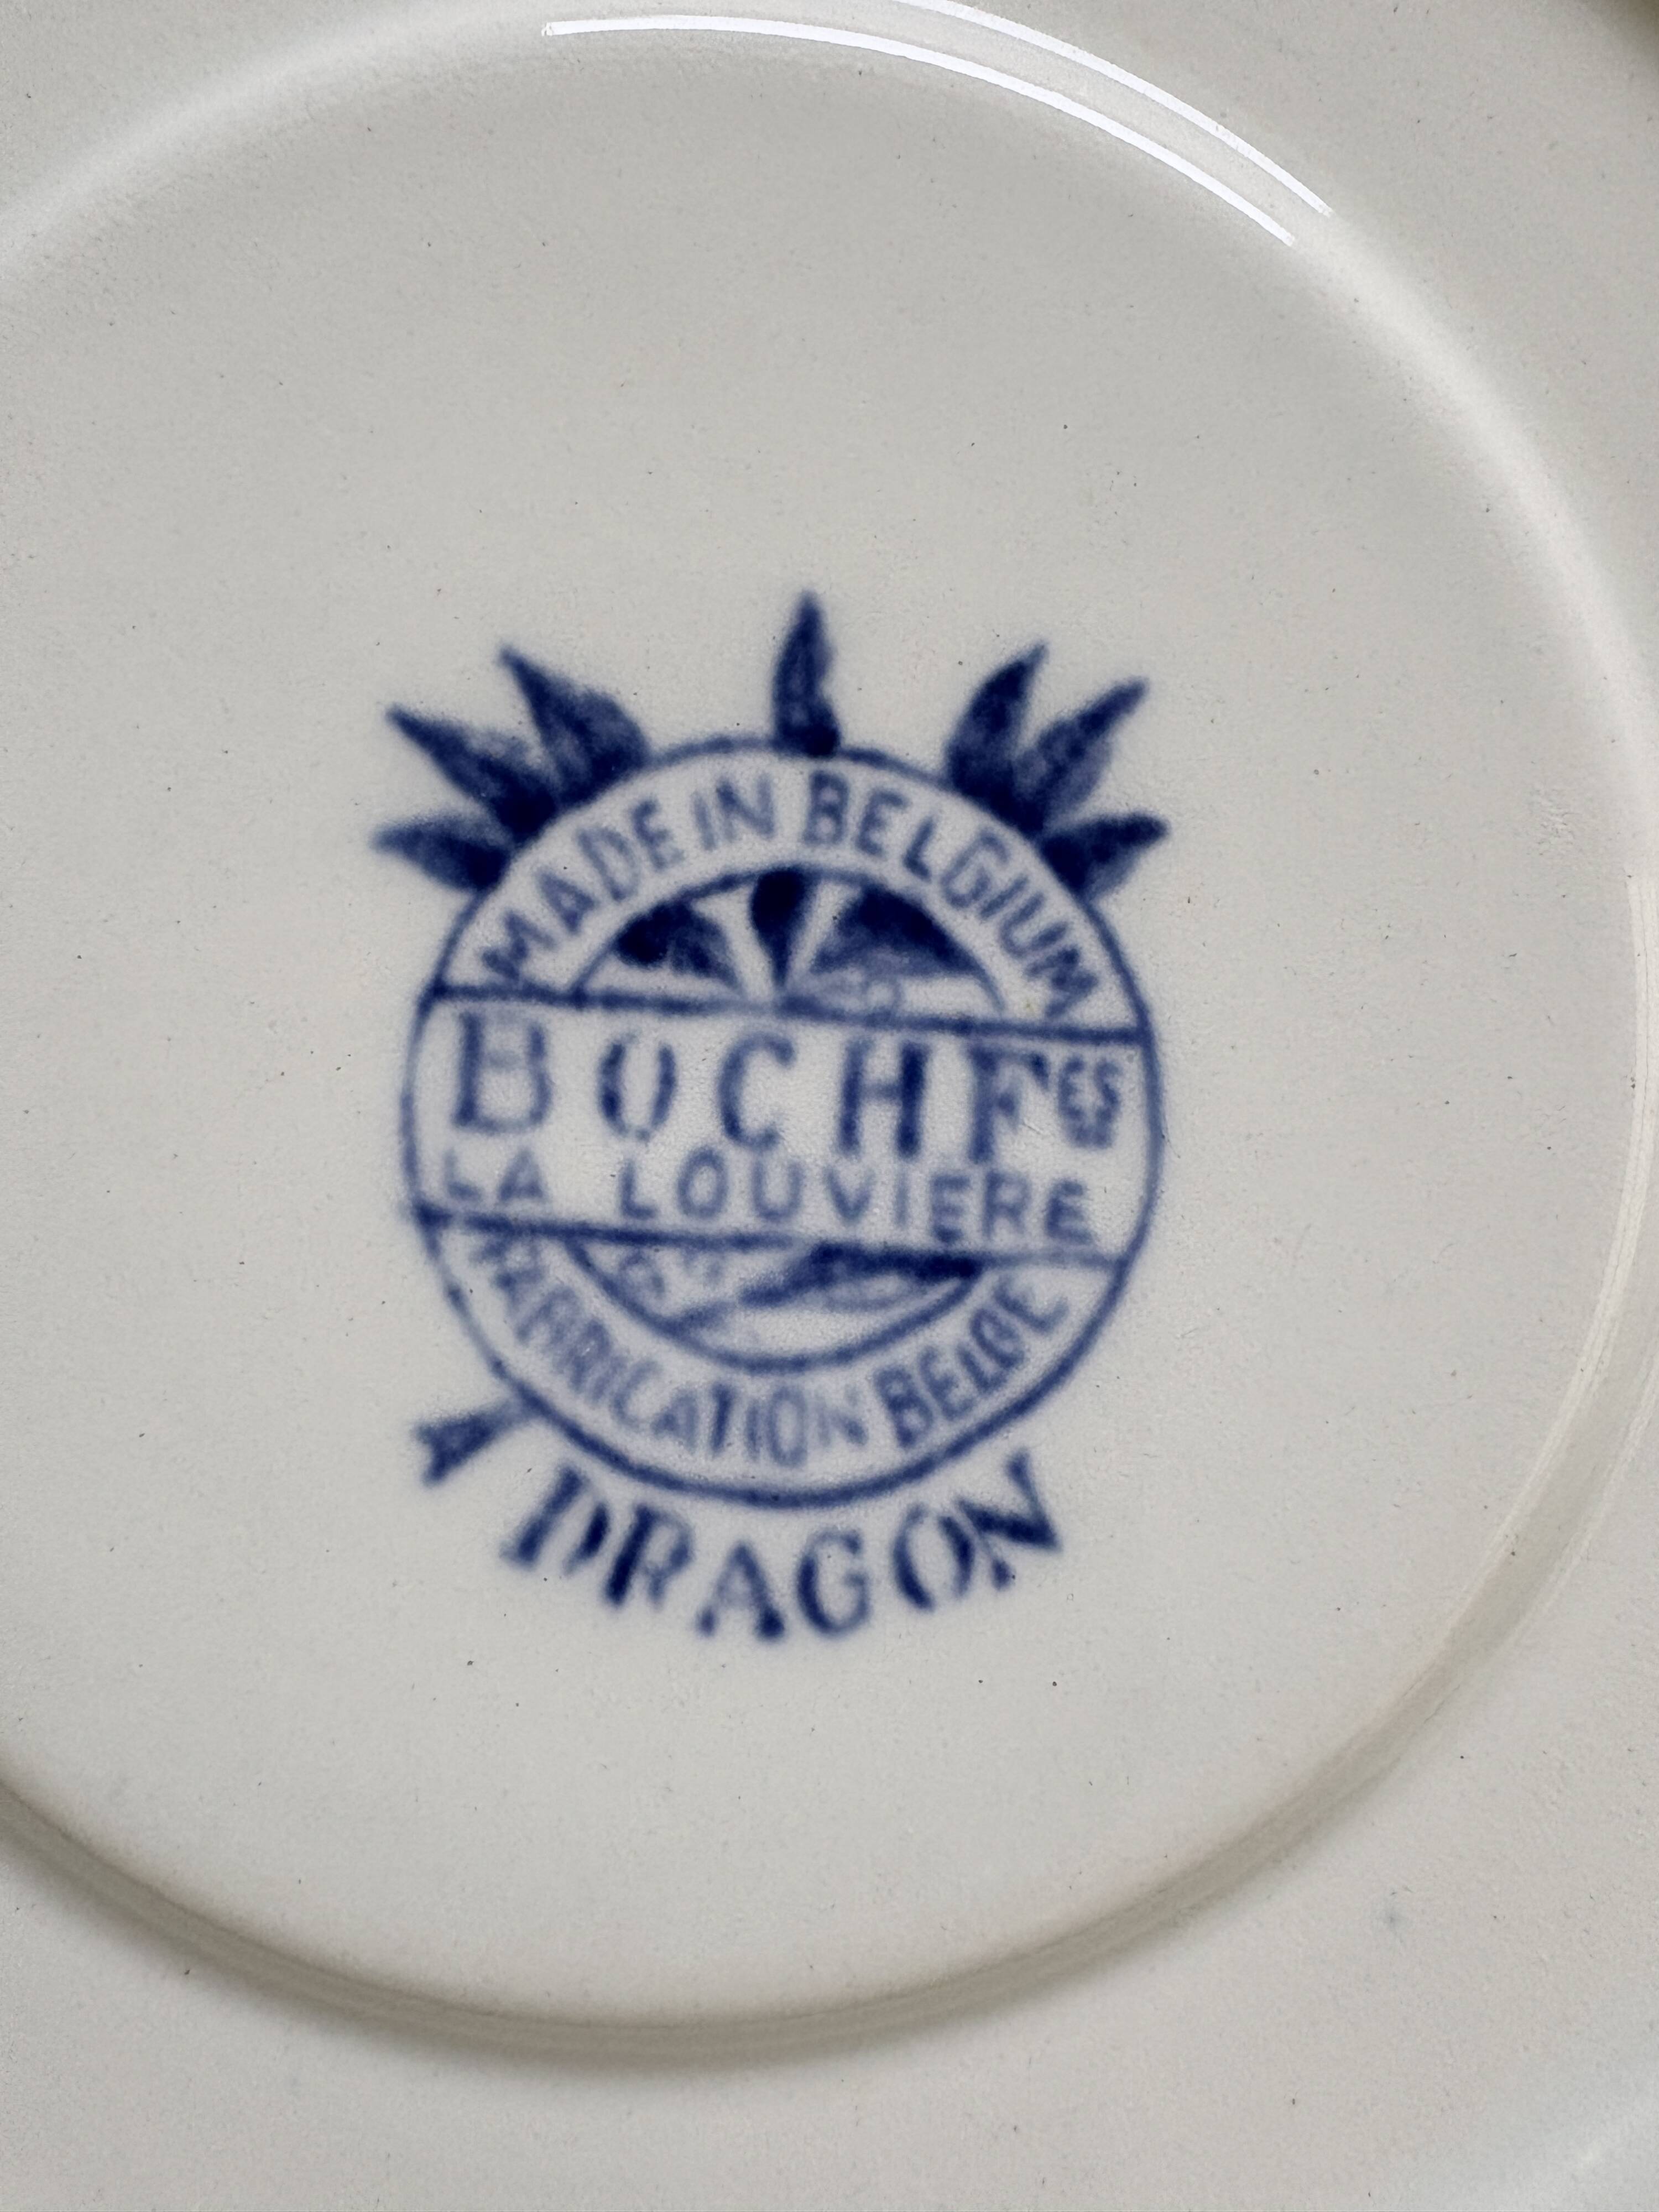 MADE IN BELGIUM
BOCH Fᴱˢ
LA LOUVIERE
FABRICATION BELGE
DRAGON